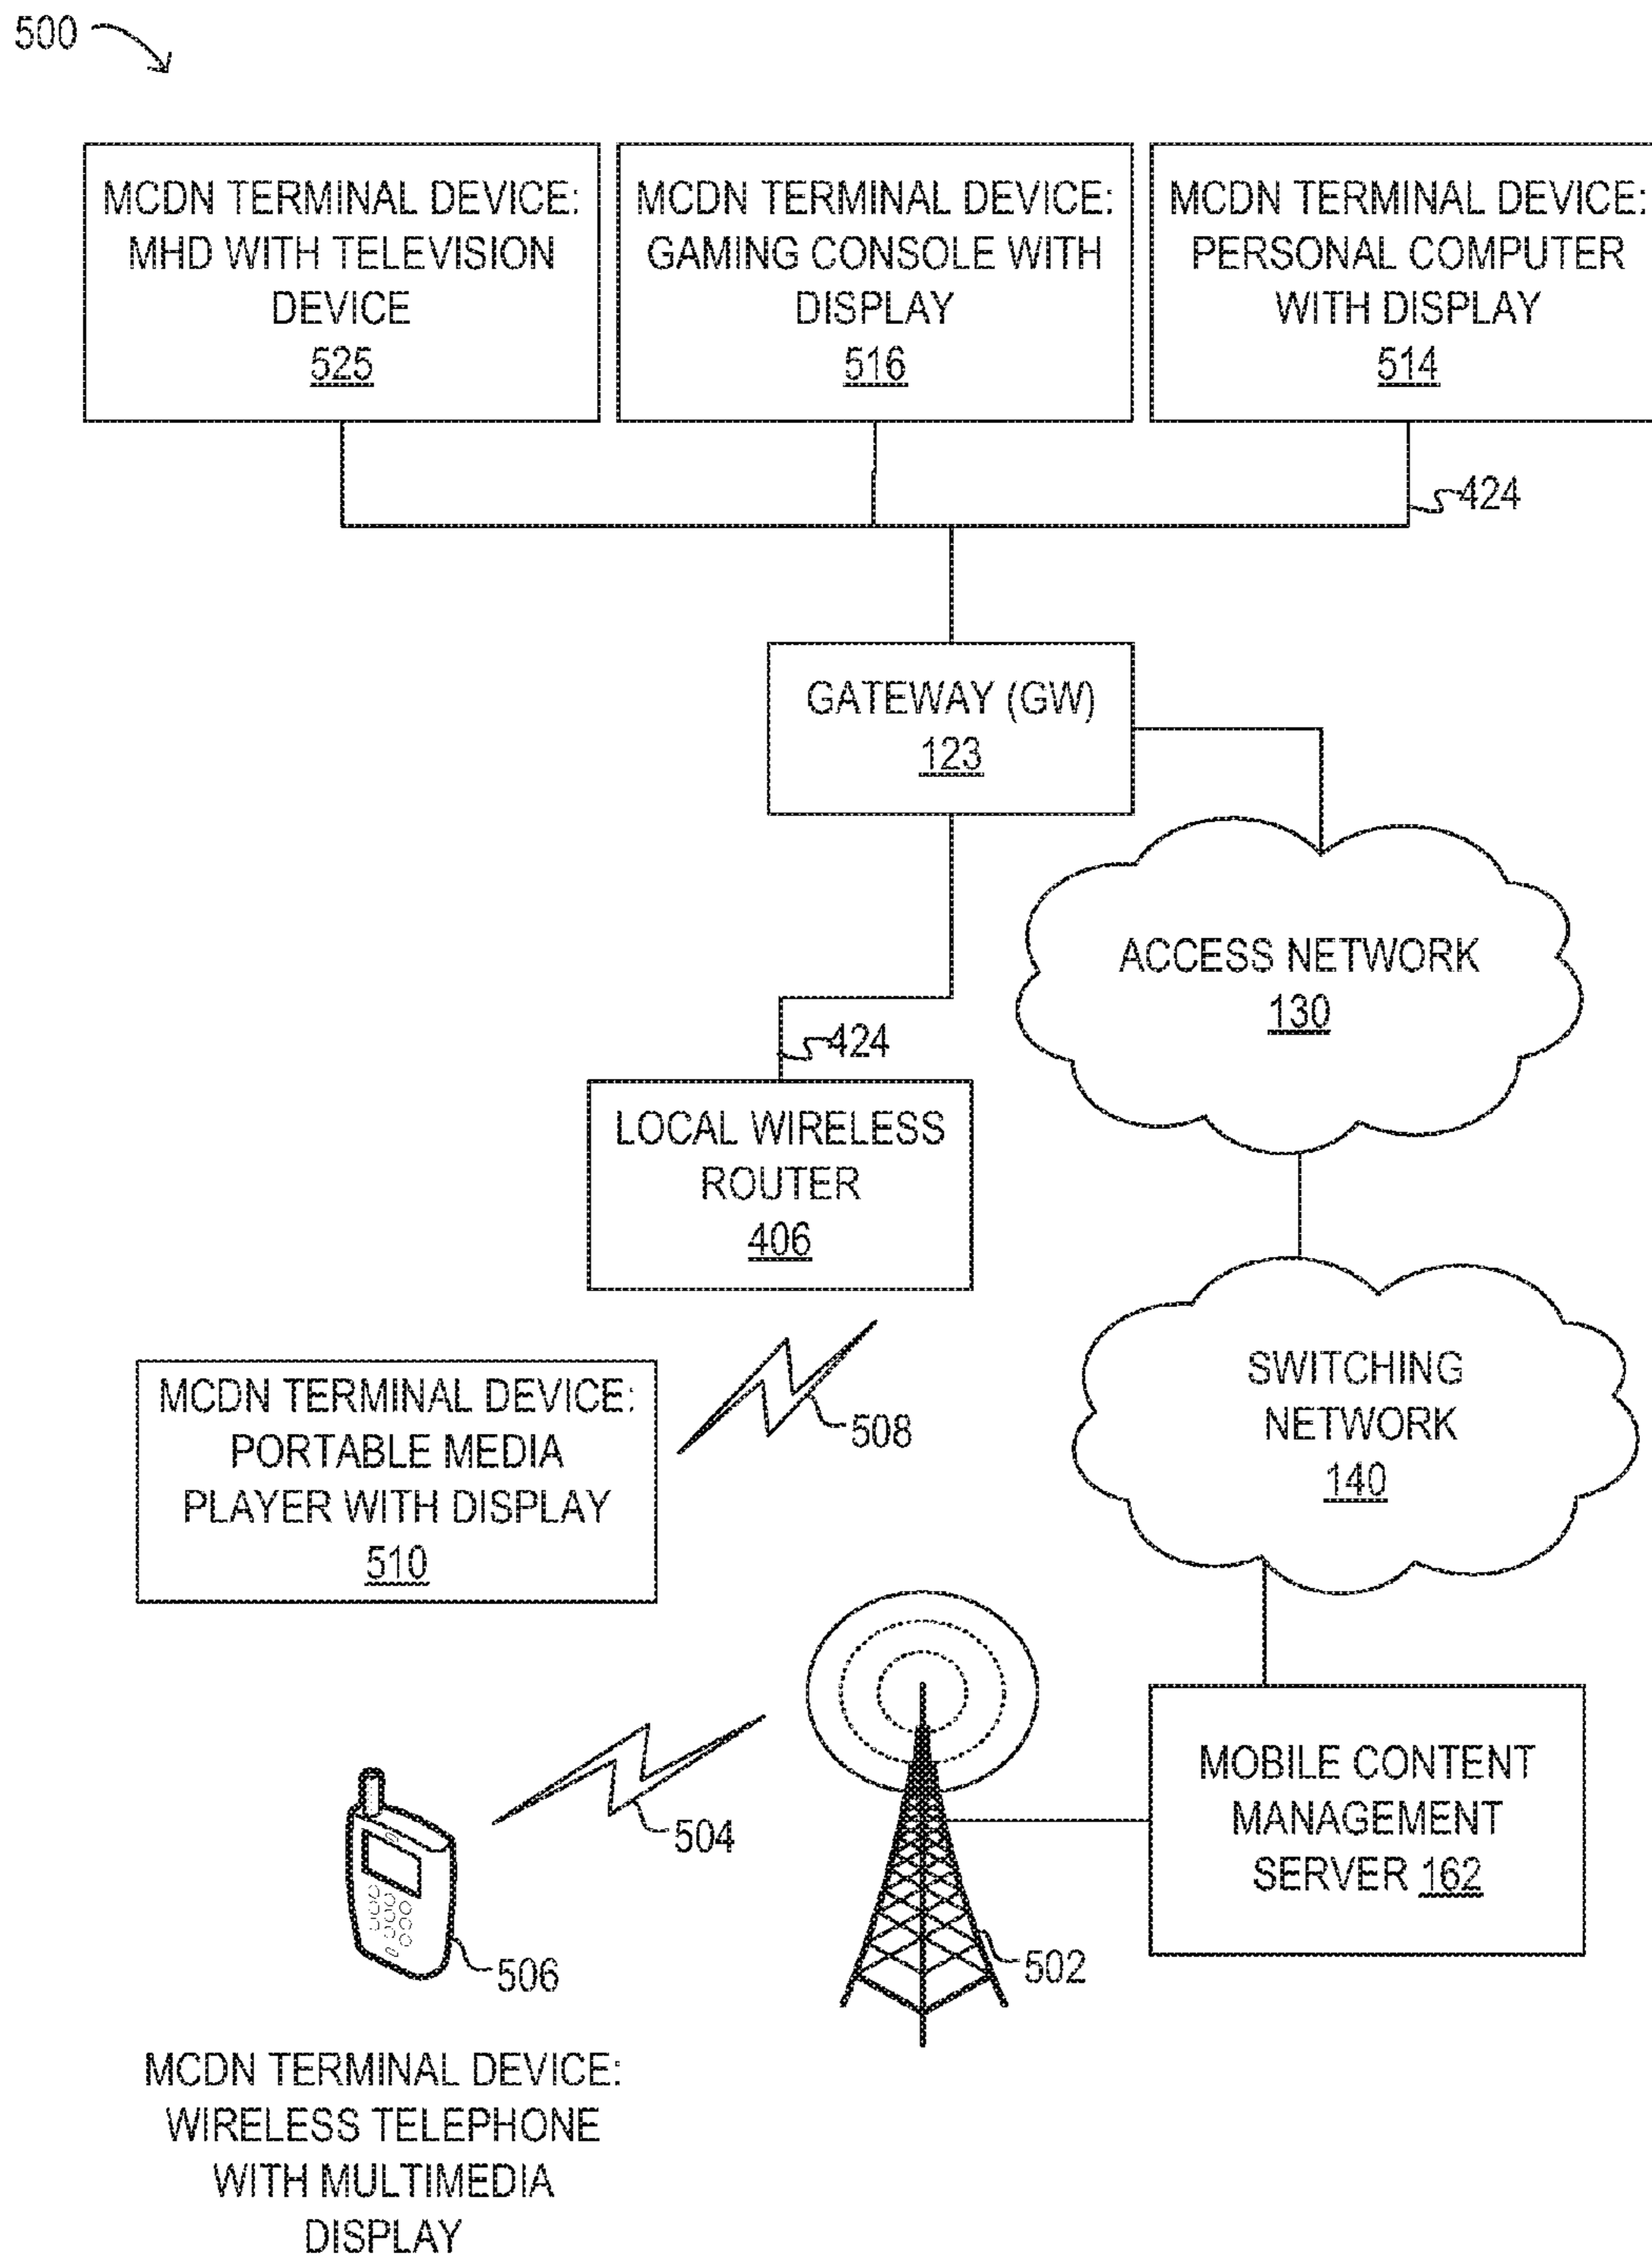 500
MCDN TERMINAL DEVICE:
MHD WITH TELEVISION
DEVICE
525
MCDN TERMINAL DEVICE:
GAMING CONSOLE WITH
DISPLAY
516
MCDN TERMINAL DEVICE:
PERSONAL COMPUTER
WITH DISPLAY
514
424
GATEWAY (GW)
123
ACCESS NETWORK
130
424
LOCAL WIRELESS
ROUTER
406
SWITCHING
NETWORK
140
508
MCDN TERMINAL DEVICE:
PORTABLE MEDIA
PLAYER WITH DISPLAY
510
MOBILE CONTENT
MANAGEMENT
SERVER 162
504
502
506
MCDN TERMINAL DEVICE:
WIRELESS TELEPHONE
WITH MULTIMEDIA
DISPLAY